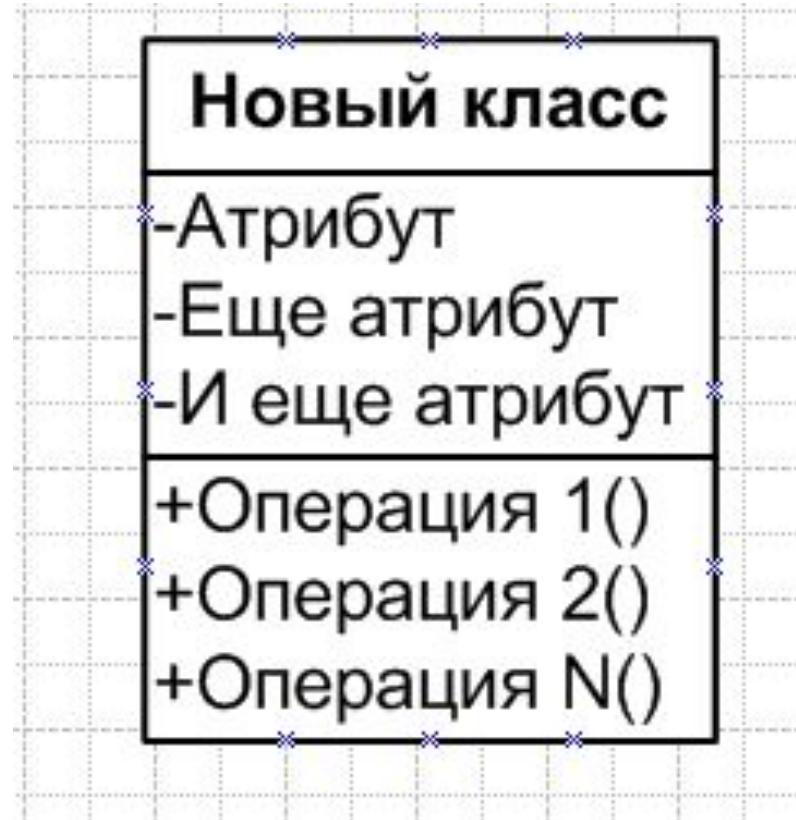 Новый класс
-Атрибут
-Еще атрибут
-И еще атрибут
+Операция 1()
+Операция 2()
+Операция N()